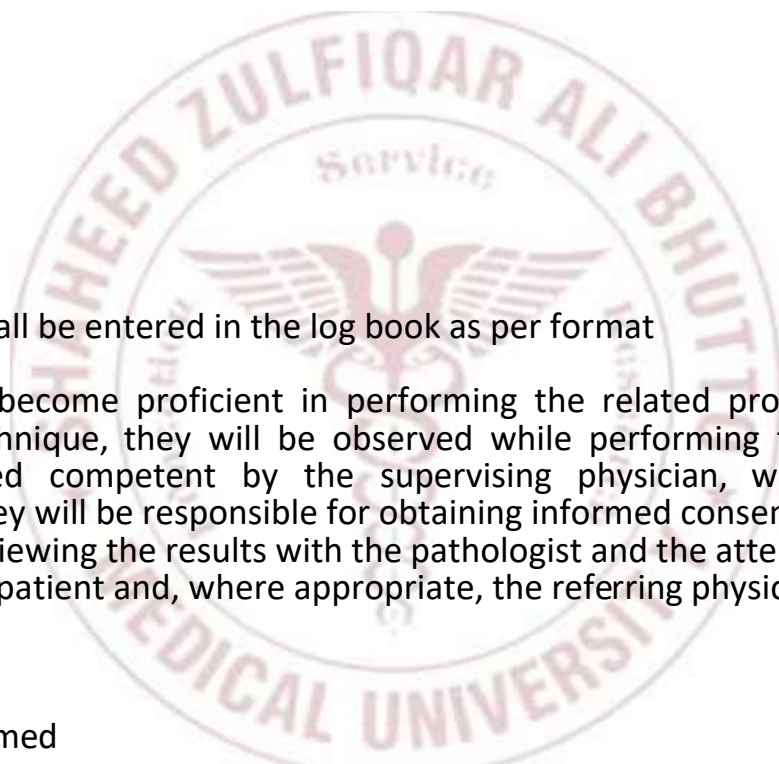 SHAHEED ZULFIQAR ALI BHUTTO
Service
all be entered in the log book as per format
become proficient in performing the related pro
hnique, they will be observed while performing
ed competent by the supervising physician, w
ey will be responsible for obtaining informed conser
viewing the results with the pathologist and the atte
patient and, where appropriate, the referring physic
MEDICAL UNIVERSITY
med